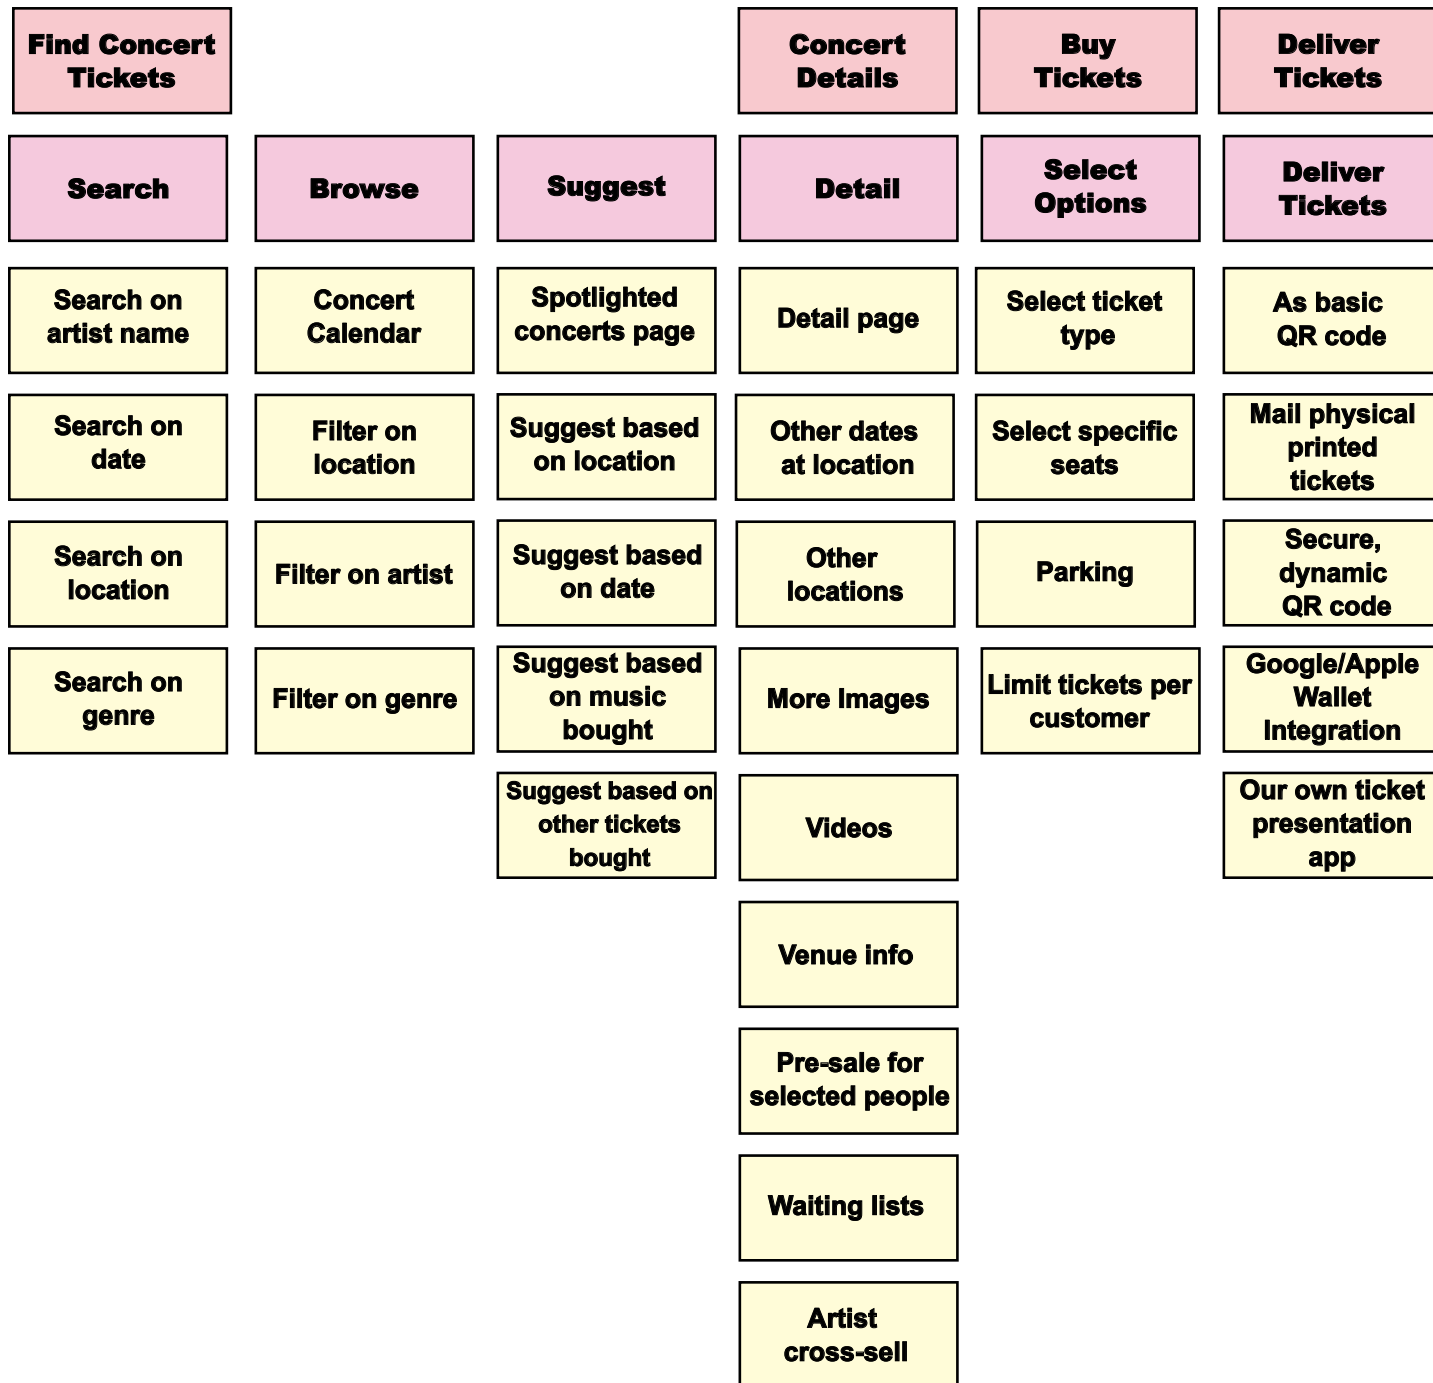 Find Concert
Tickets
Concert
Details
Buy
Tickets
Deliver
Tickets
Search
Browse
Suggest
Detail
Select
Options
Deliver
Tickets
Search on
artist name
Concert
Calendar
Spotlighted
concerts page
Detail page
Select ticket
type
As basic
QR code
Search on
date
Filter on
location
Suggest based
on location
Other dates
at location
Select specific
seats
Mail physical
printed
tickets
Search on
location
Filter on artist
Suggest based
on date
Other
locations
Parking
Secure,
dynamic
QR code
Search on
genre
Filter on genre
Suggest based
on music
bought
More Images
Limit tickets per
customer
Google/Apple
Wallet
Integration
Suggest based on
other tickets
bought
Videos
Our own ticket
presentation
app
Venue info
Pre-sale for
selected people
Waiting lists
Artist
cross-sell